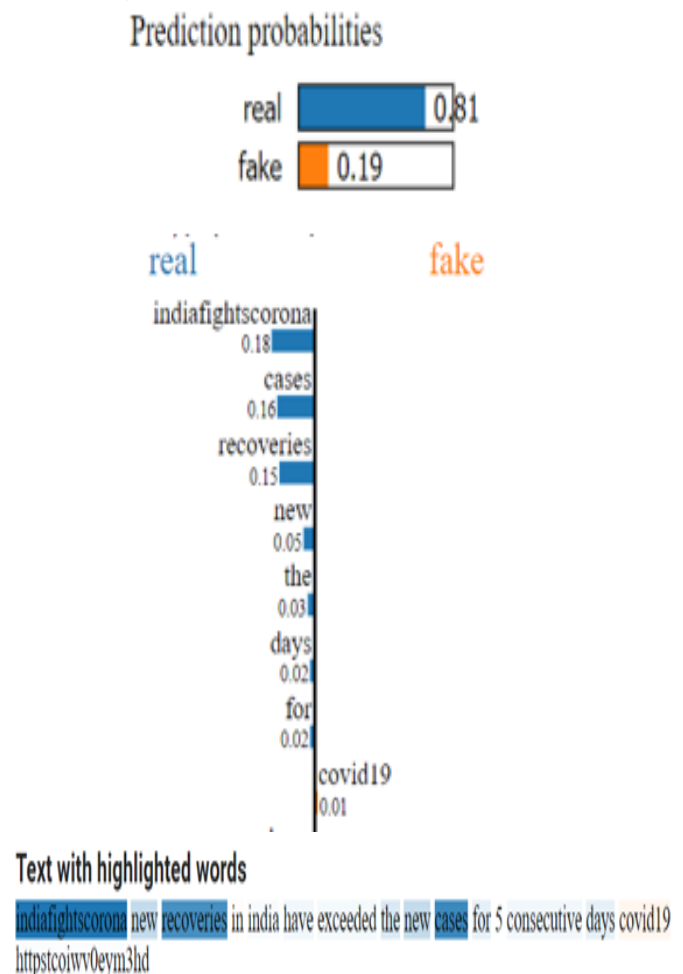 Prediction probabilities
real 0.81
fake 0.19
real fake
indiafightscorona
0.18
cases
0.16
recoveries
0.15
new
0.05
the
0.03
days
0.02
for
0.02
covid19
0.01
Text with highlighted words
indiafightscorona new recoveries in india have exceeded the new cases for 5 consecutive days covid19
httpstcoiwv0eym3hd